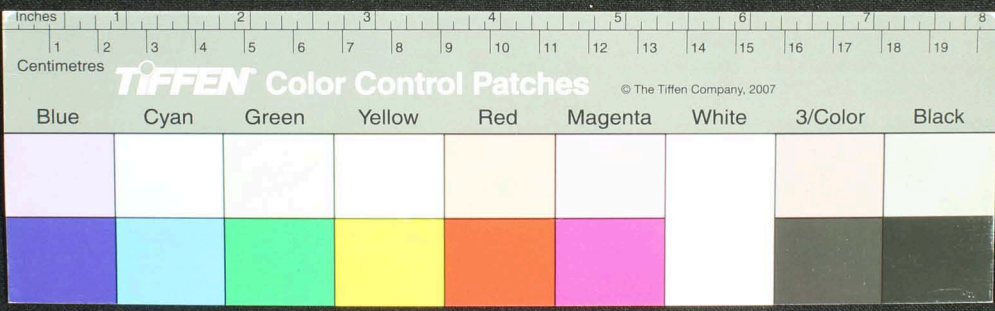 Inches 1 2 3 4 5 6 7 8
1 2 3 4 5 6 7 8 9 10 11 12 13 14 15 16 17 18 19
Centimetres
TIFFEN Color Control Patches © The Tiffen Company, 2007
Blue Cyan Green Yellow Red Magenta White 3/Color Black